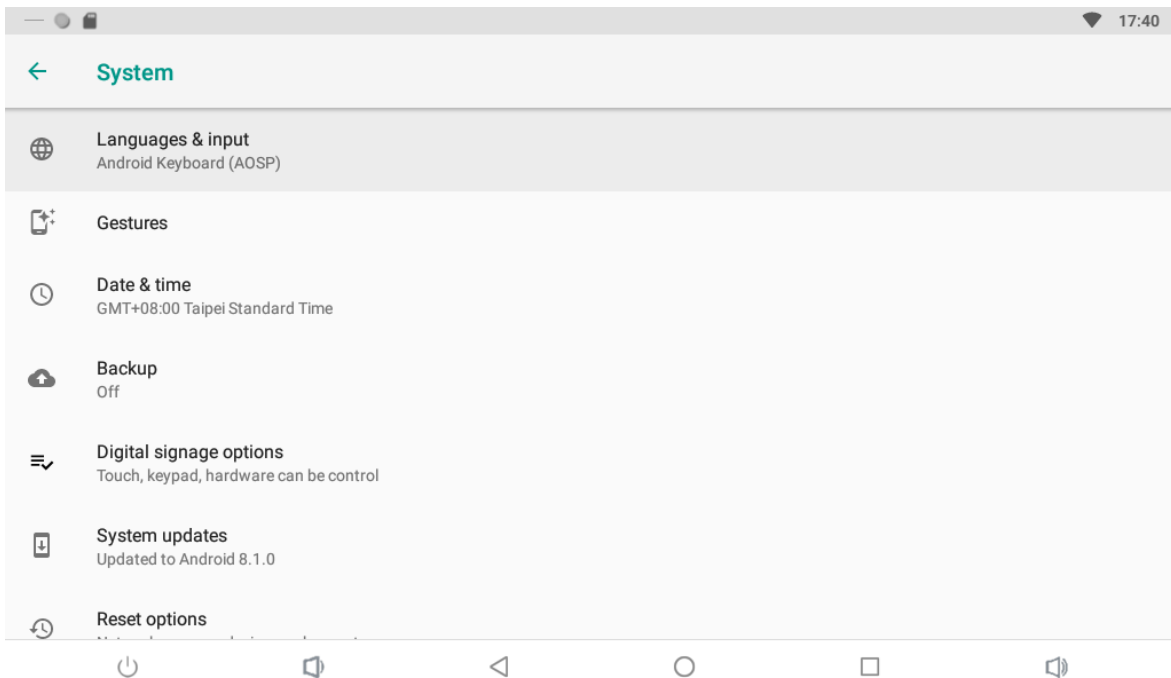 17:40
System
Languages & input
Android Keyboard (AOSP)
Gestures
Date & time
GMT+08:00 Taipei Standard Time
Backup
Off
Digital signage options
Touch, keypad, hardware can be control
System updates
Updated to Android 8.1.0
Reset options